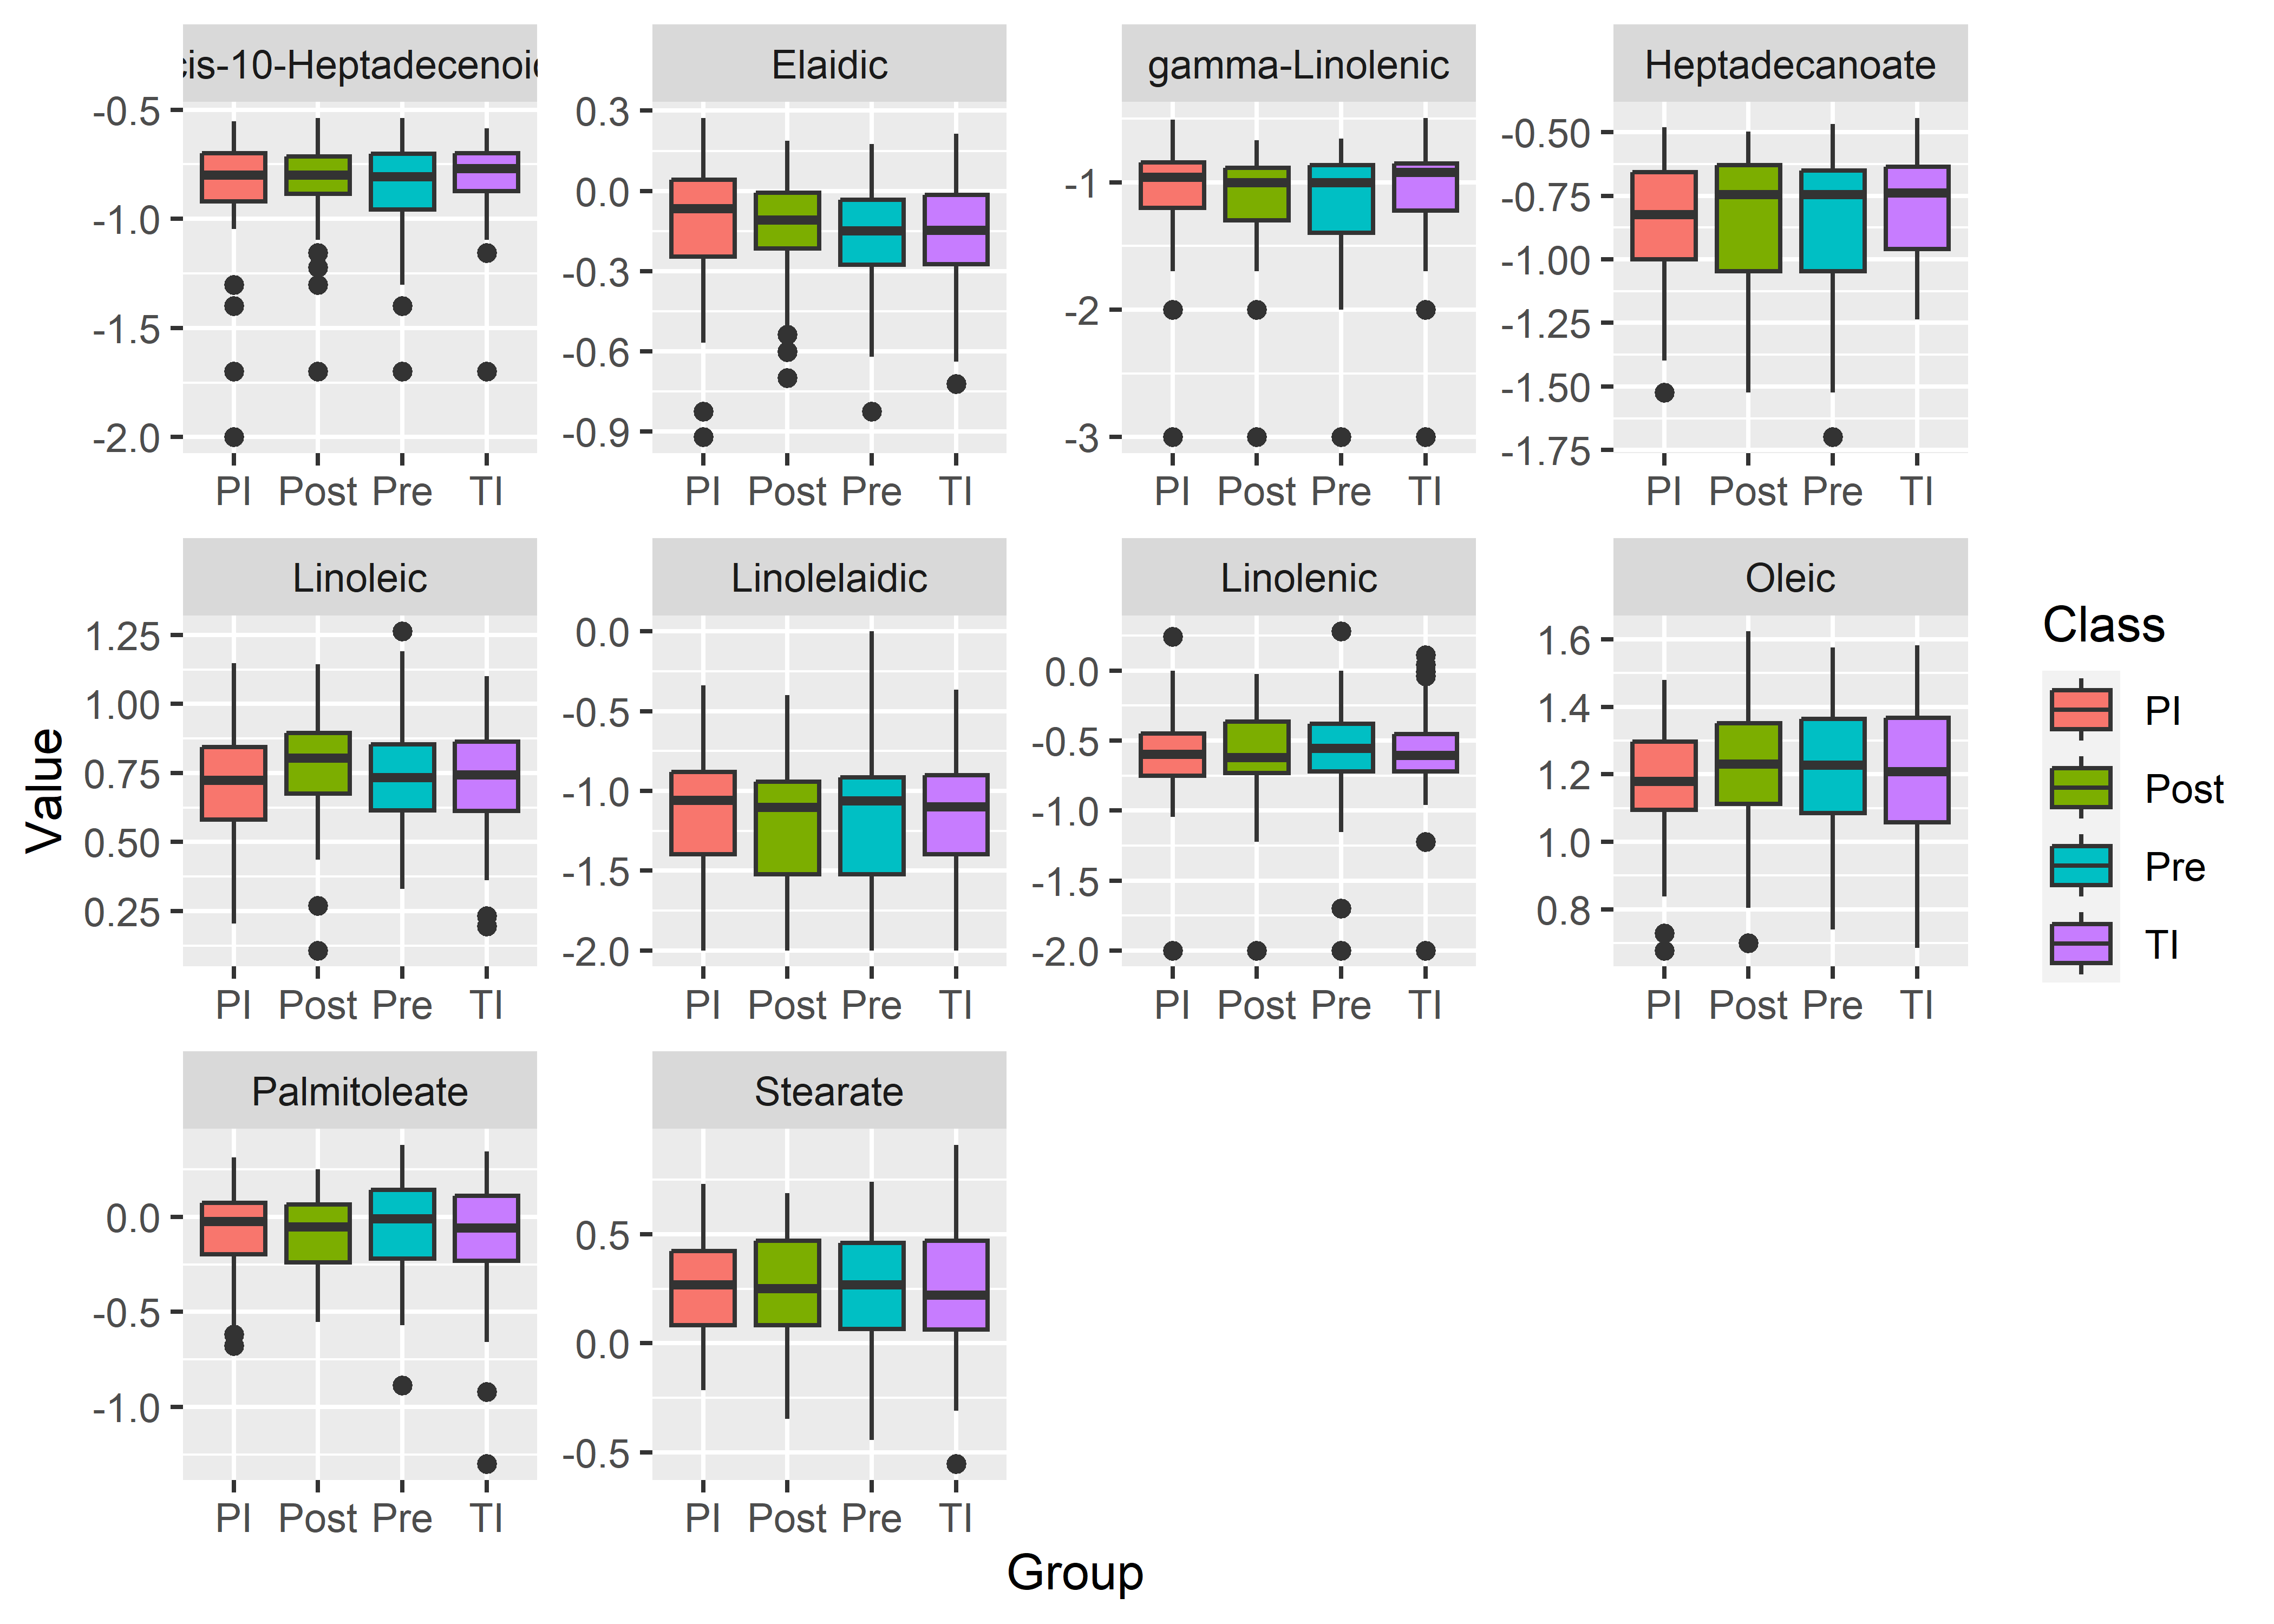 cis-10-Heptadecenoic
Elaidic
gamma-Linolenic
Heptadecanoate
-0.5
-1.0
-1.5
-2.0
0.3
0.0
-0.3
-0.6
-0.9
-1
-2
-3
-0.50
-0.75
-1.00
-1.25
-1.50
-1.75
PI Post Pre TI
PI Post Pre TI
PI Post Pre TI
PI Post Pre TI
Linoleic
Linolelaidic
Linolenic
Oleic
1.25
1.00
0.75
0.50
0.25
0.0
-0.5
-1.0
-1.5
-2.0
0.0
-0.5
-1.0
-1.5
-2.0
1.6
1.4
1.2
1.0
0.8
PI Post Pre TI
PI Post Pre TI
PI Post Pre TI
PI Post Pre TI
Palmitoleate
Stearate
0.0
-0.5
-1.0
0.5
0.0
-0.5
PI Post Pre TI
PI Post Pre TI
Value
Group
Class
PI
Post
Pre
TI